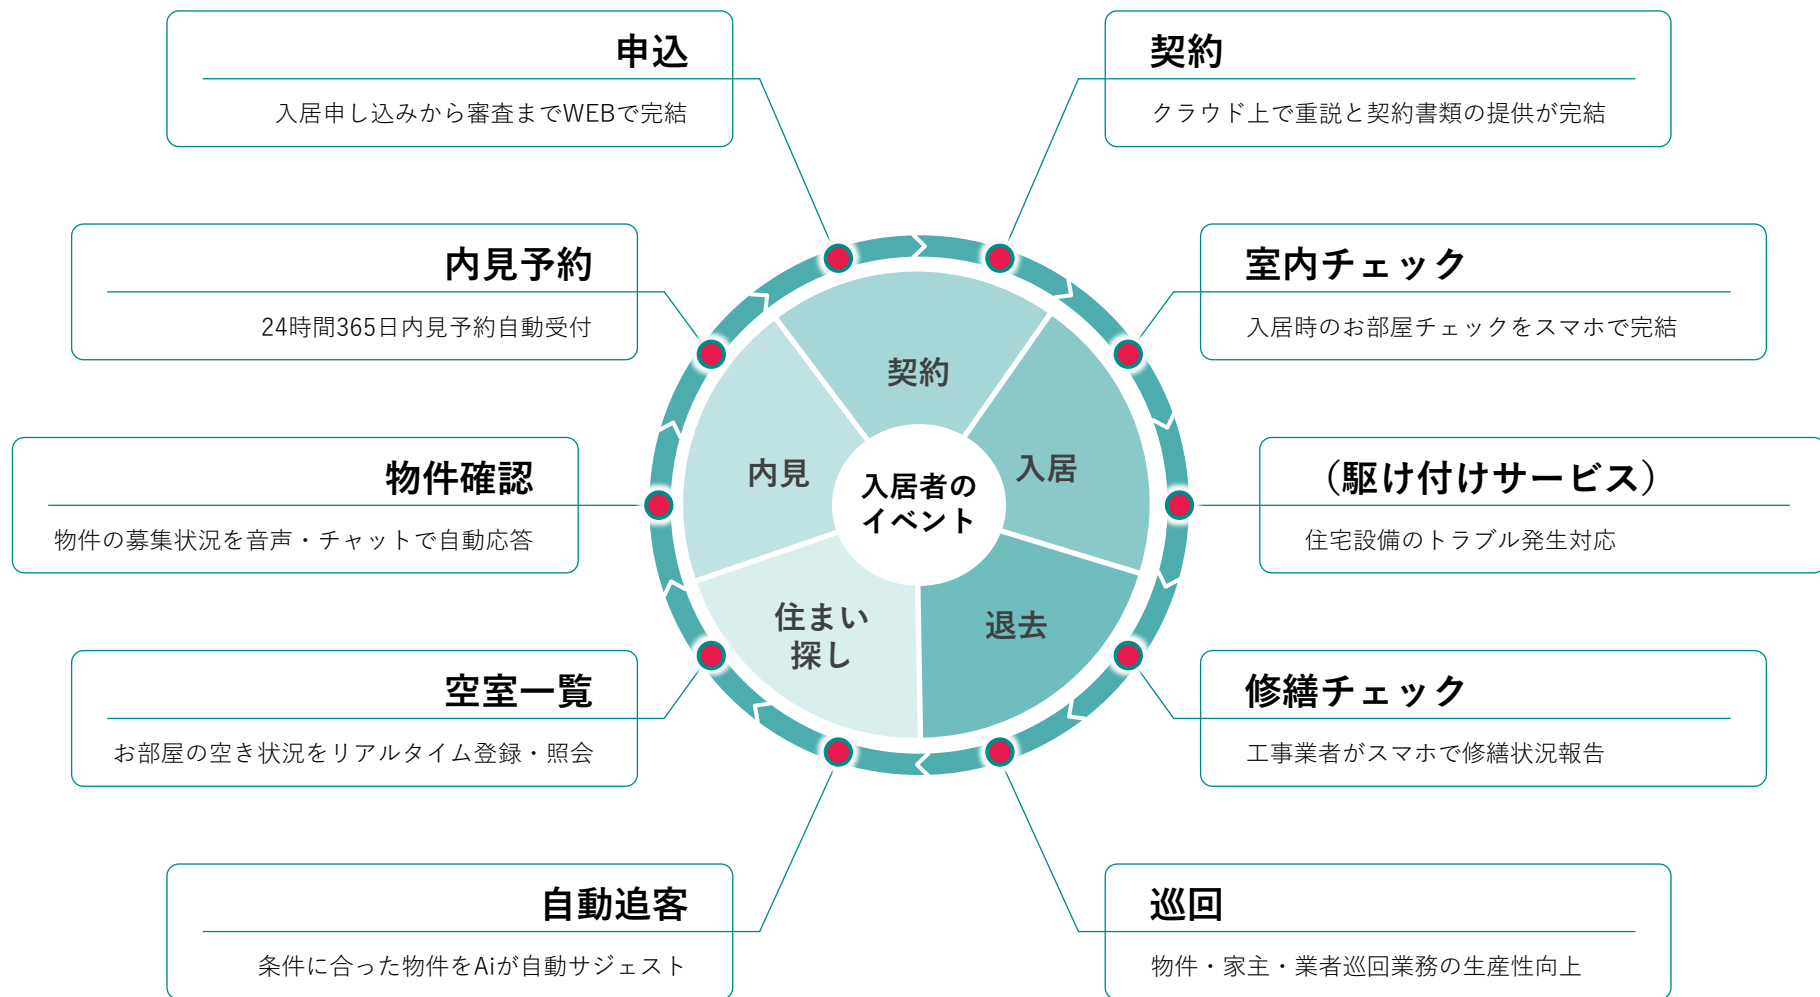 申込
入居申し込みから審査までWEBで完結
契約
クラウド上で重説と契約書類の提供が完結
内見予約
24時間365日内見予約自動受付
室内チェック
入居時のお部屋チェックをスマホで完結
物件確認
物件の募集状況を音声・チャットで自動応答
（駆け付けサービス）
住宅設備のトラブル発生対応
空室一覧
お部屋の空き状況をリアルタイム登録・照会
修繕チェック
工事業者がスマホで修繕状況報告
自動追客
条件に合った物件をAiが自動サジェスト
巡回
物件・家主・業者巡回業務の生産性向上
契約
内見
入居
入居者の
イベント
住まい
探し
退去